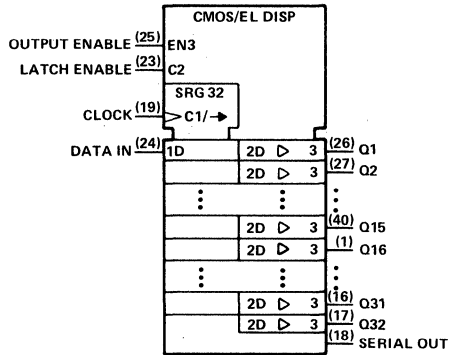 CMOS/EL DISP
OUTPUT ENABLE (25) EN3
LATCH ENABLE (23) C2
SRG 32
CLOCK (19) C1/→
DATA IN (24) 1D 2D ▷ 3 (26) Q1
2D ▷ 3 (27) Q2
2D ▷ 3 (40) Q15
2D ▷ 3 (1) Q16
2D ▷ 3 (16) Q31
2D ▷ 3 (17) Q32
(18) SERIAL OUT